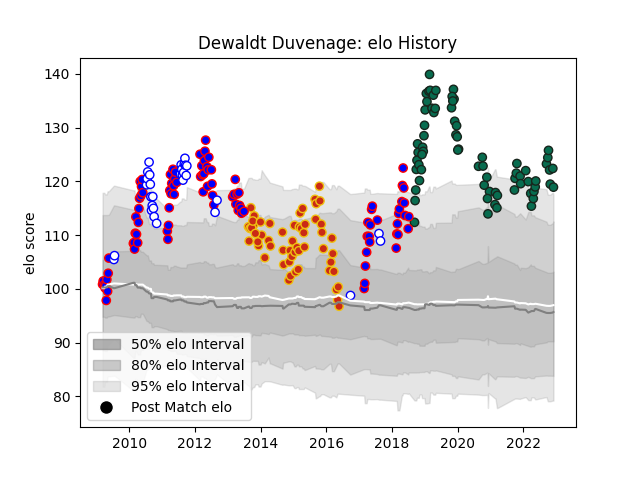 Dewaldt Duvenage: elo History
elo score
140
130
120
110
100
90
80
50% elo Interval
80% elo Interval
95% elo Interval
Post Match elo
2010 2012 2014 2016 2018 2020 2022